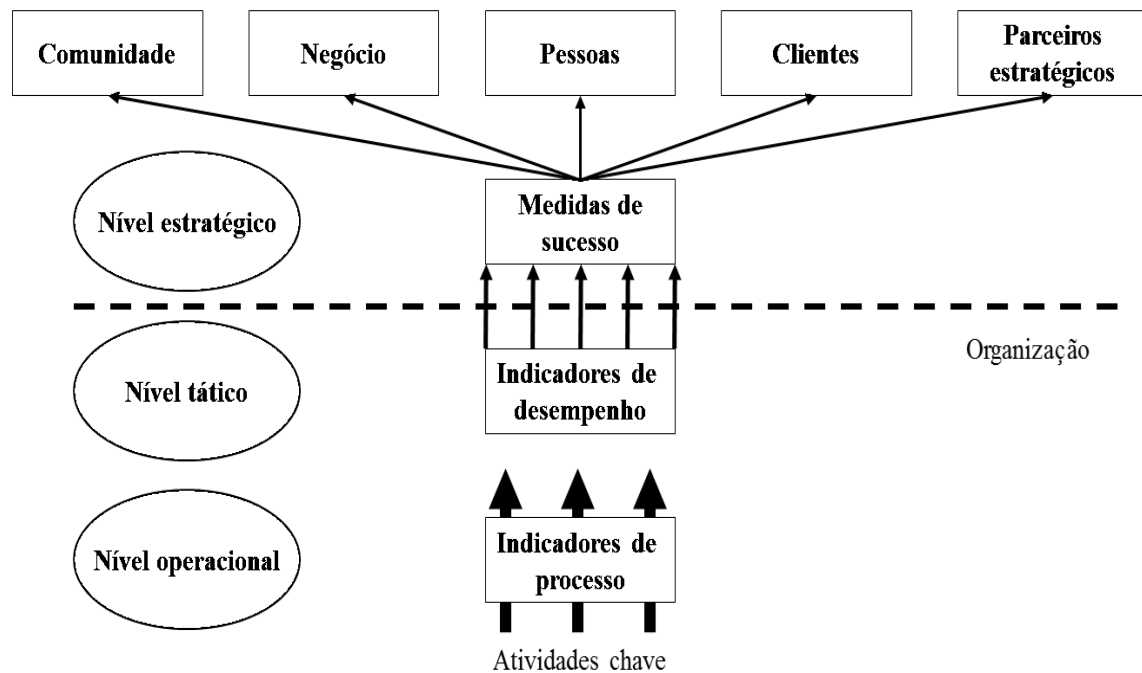 Comunidade
Negócio
Pessoas
Clientes
Parceiros
estratégicos
Nível estratégico
Medidas de
sucesso
Organização
Nível tático
Indicadores de
desempenho
Nível operacional
Indicadores de
processo
Atividades chave